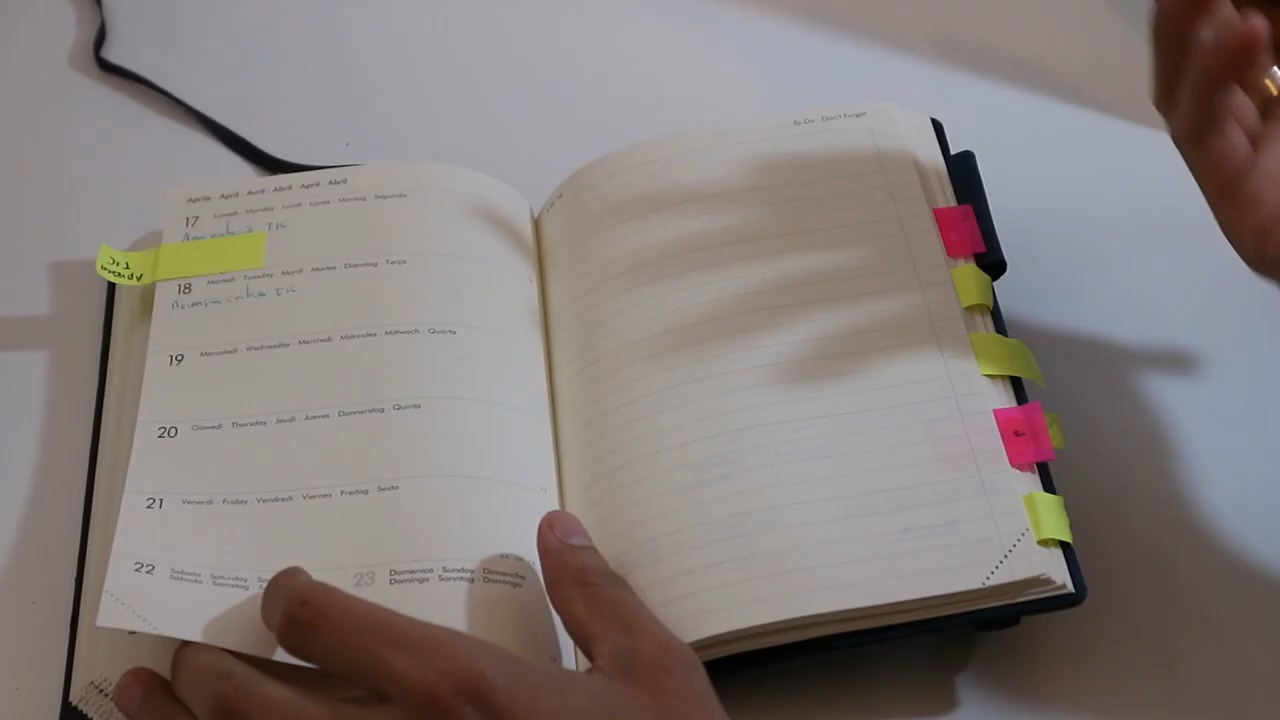 Aprile · April · Avril · Abril · April · Abril
17 Lunedì · Monday · Lundi · Lunes · Montag · Segunda
TIC
TIC
18 Martedì · Tuesday · Mardi · Martes · Dienstag · Terça
TIC
19 Mercoledì · Wednesday · Mercredi · Miércoles · Mittwoch · Quarta
20 Giovedì · Thursday · Jeudi · Jueves · Donnerstag · Quinta
21 Venerdì · Friday · Vendredi · Viernes · Freitag · Sexta
22 Sabato · Saturday
Sábado · Samstag
23 Domenica · Sunday · Dimanche
Domingo · Sonntag · Domingo
To Do · Don't Forget